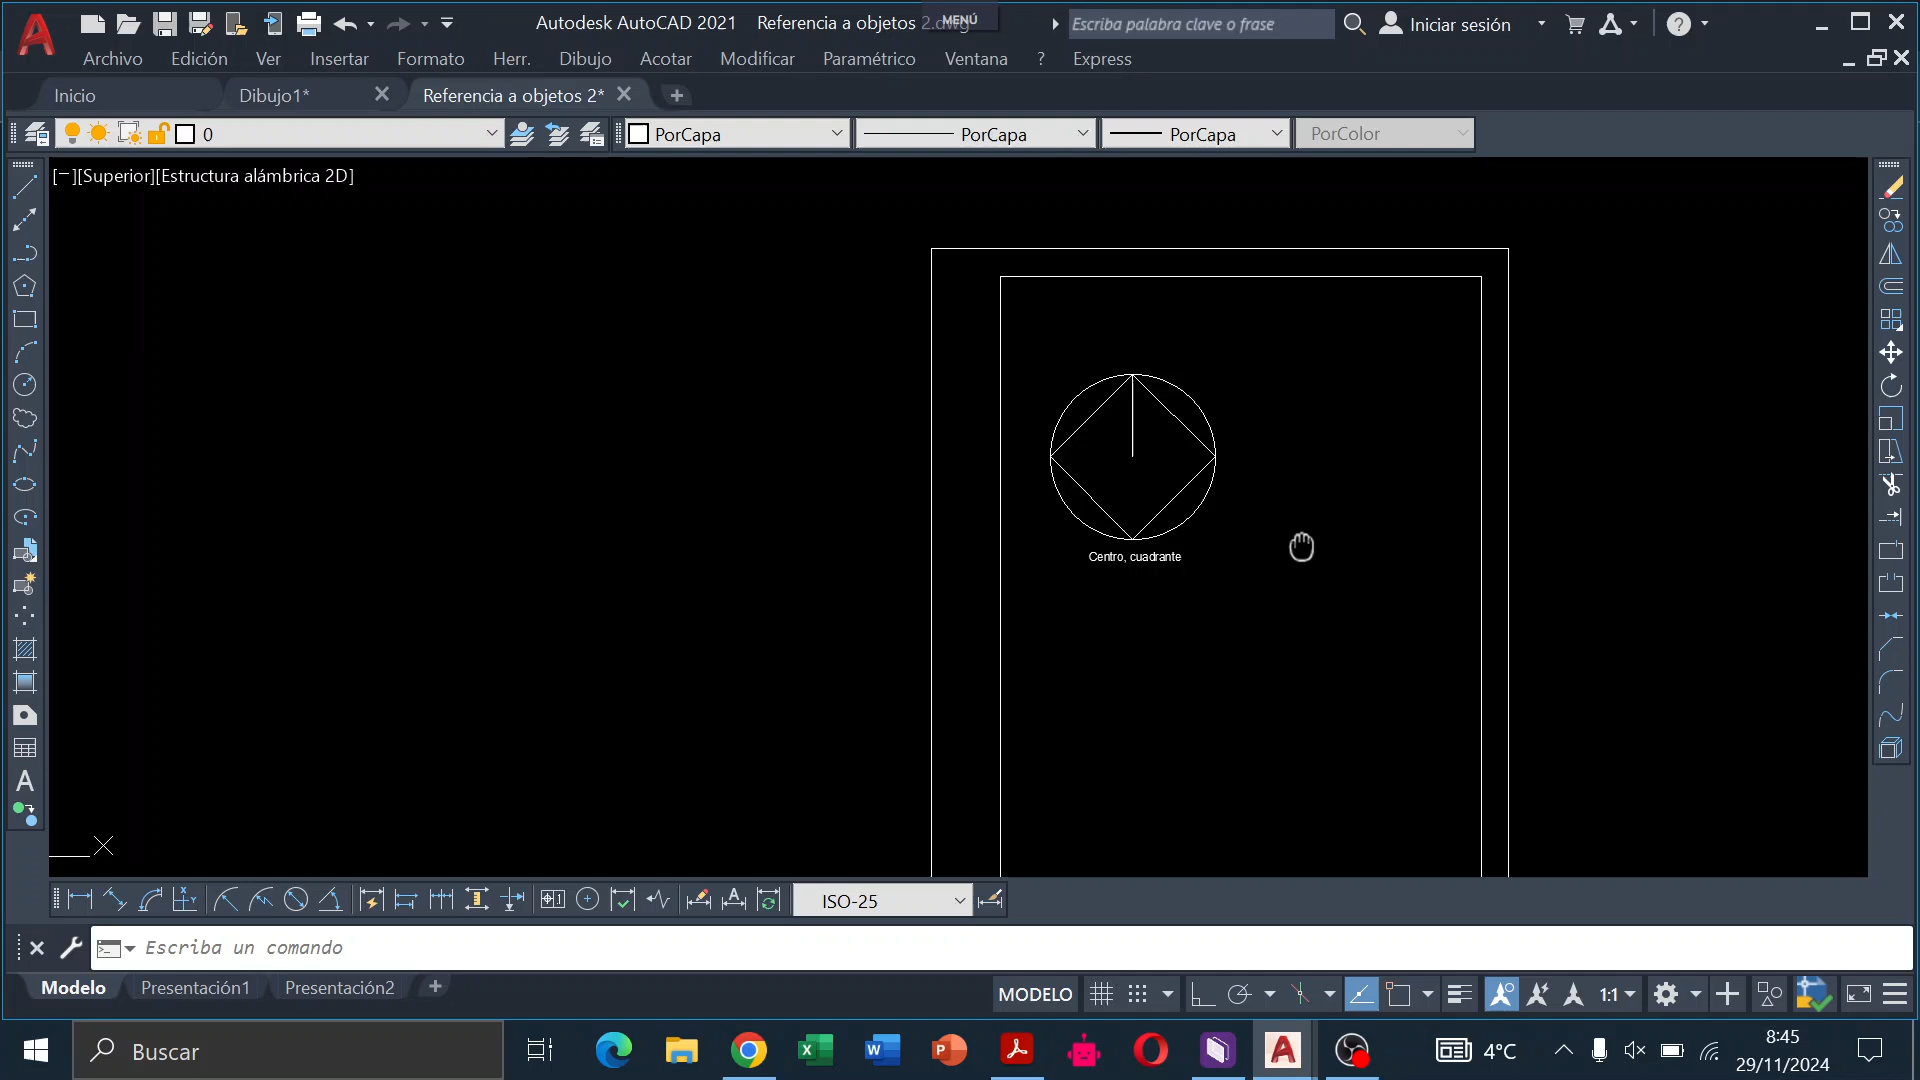 Autodesk AutoCAD 2021 Referencia a objetos 2.dwg
MENÚ
Escriba palabra clave o frase
Iniciar sesión
Archivo Edición Ver Insertar Formato Herr. Dibujo Acotar Modificar Paramétrico Ventana ? Express
Inicio Dibujo1* Referencia a objetos 2*
0 PorCapa PorCapa PorCapa PorColor
[−][Superior][Estructura alámbrica 2D]
Centro, cuadrante
ISO-25
Escriba un comando
Modelo Presentación1 Presentación2
MODELO 1:1
Buscar
4°C
8:45
29/11/2024